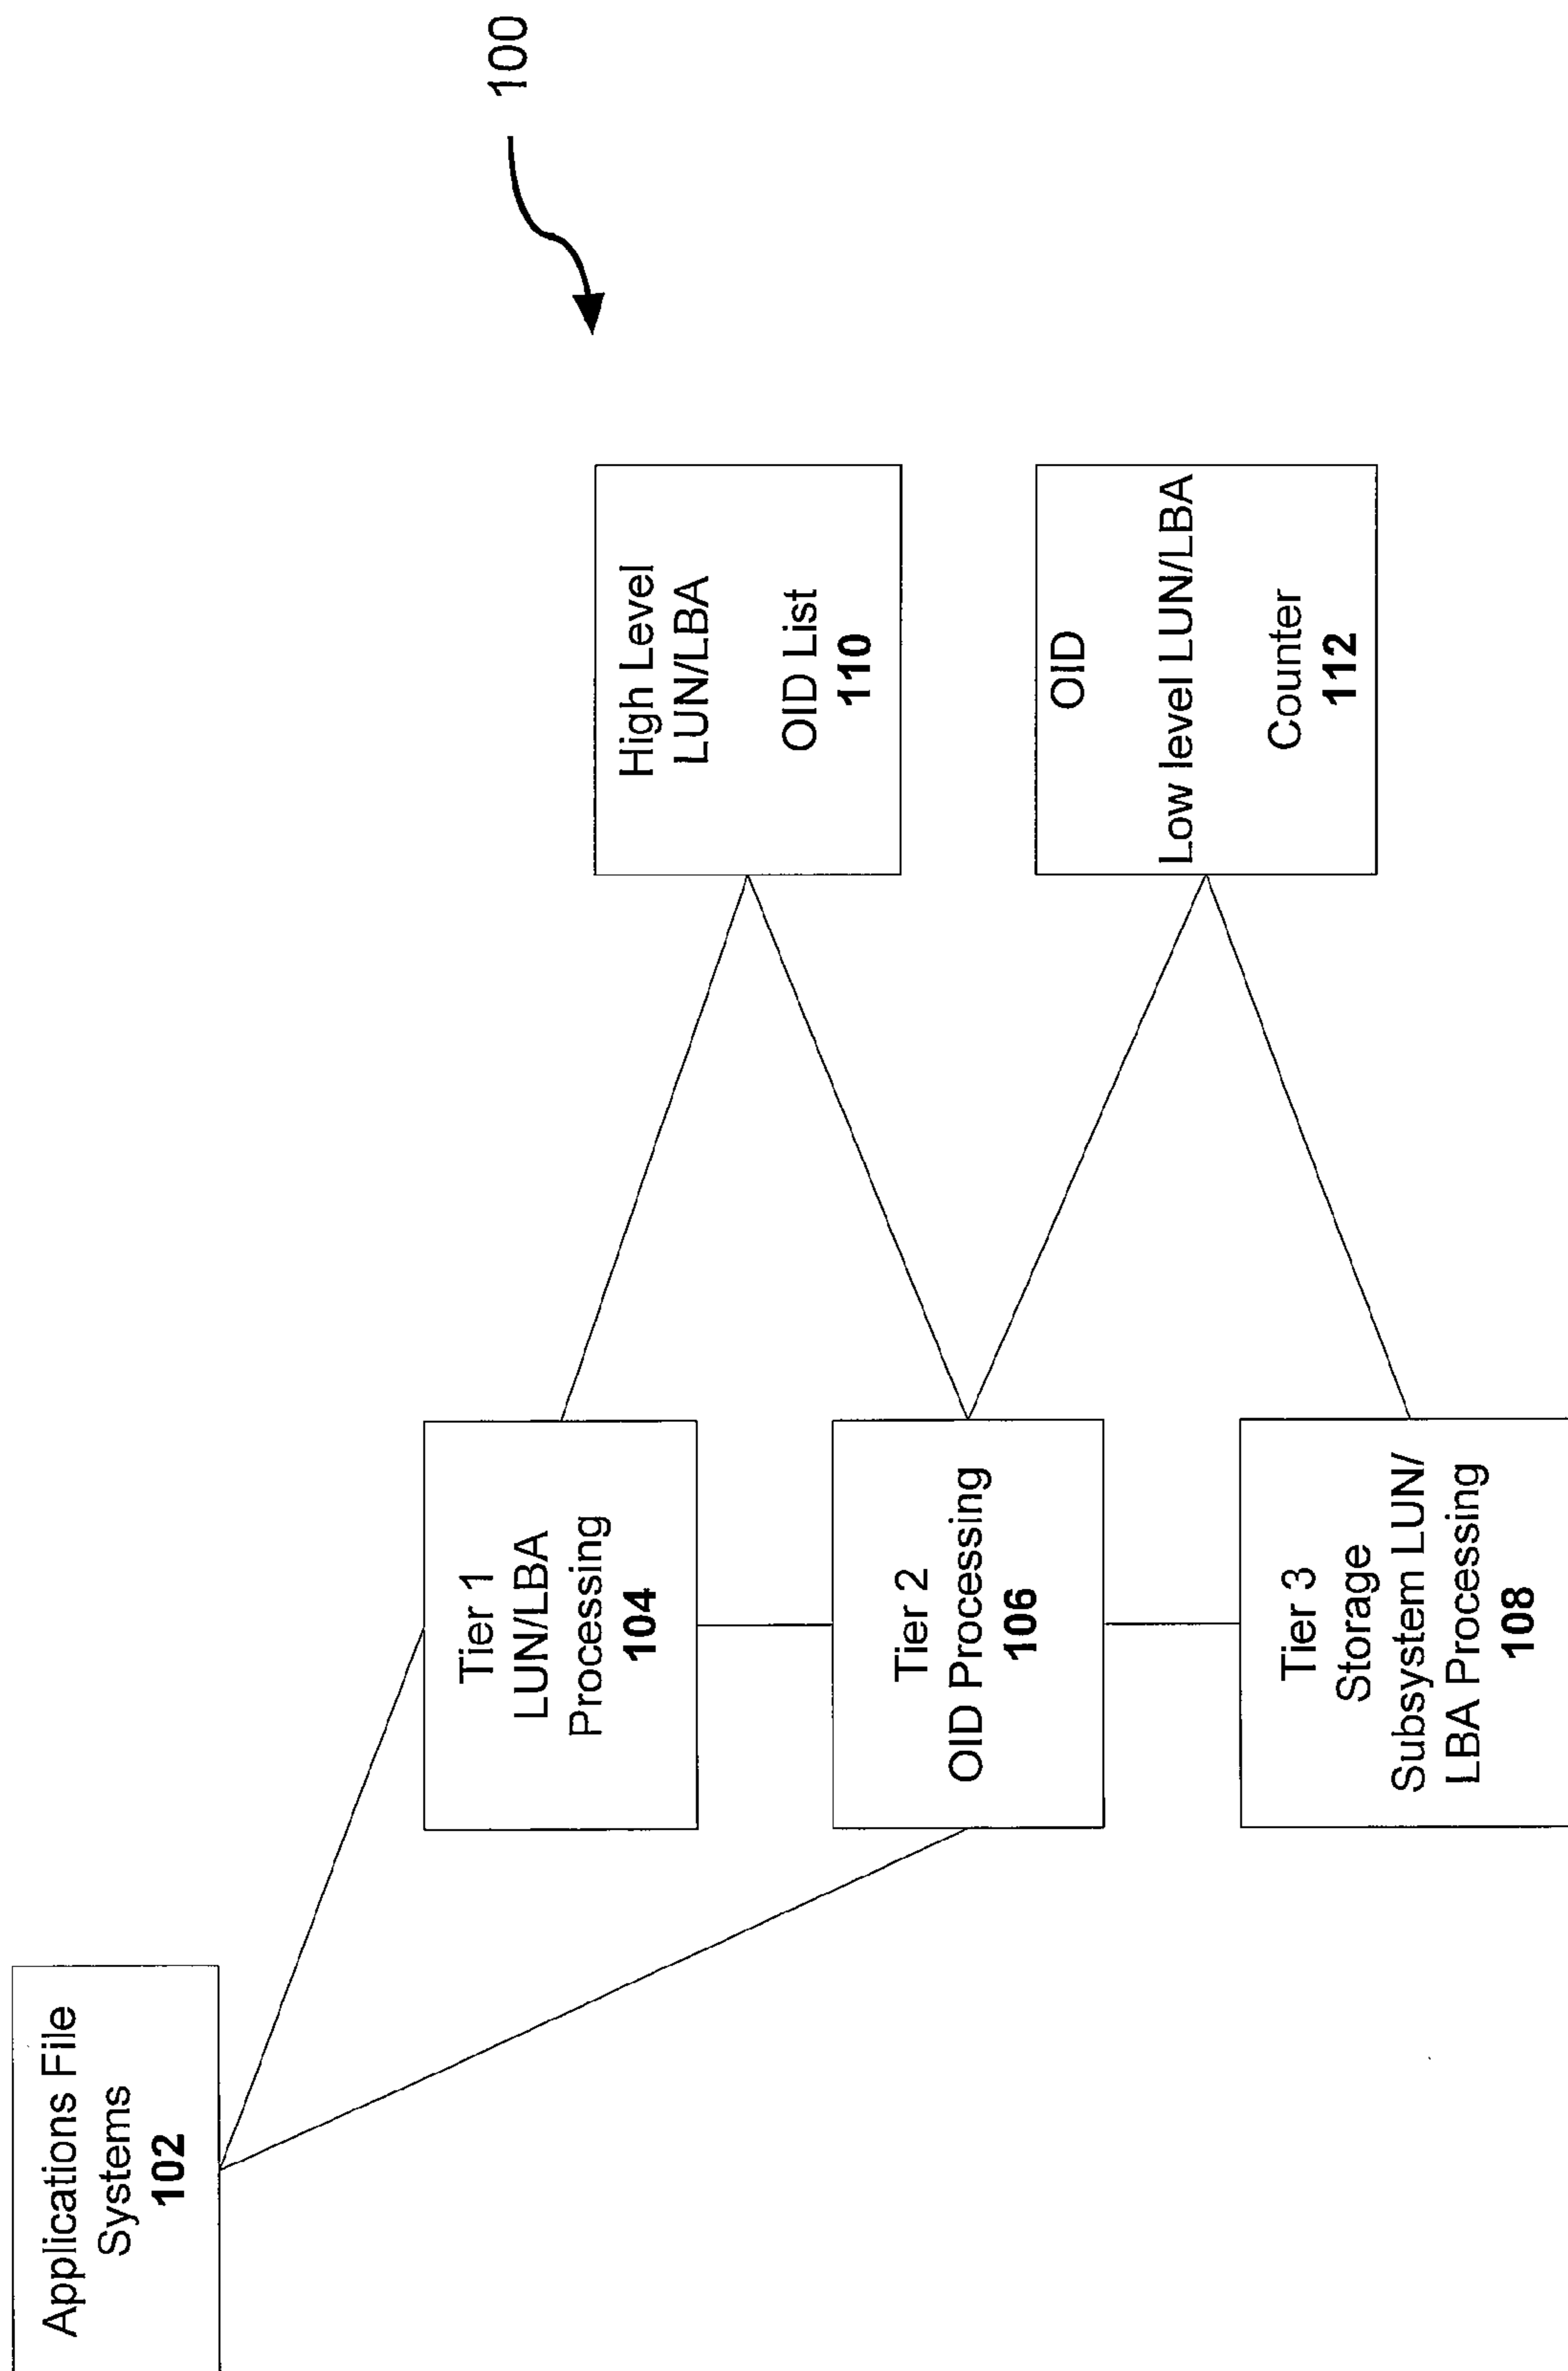 100
Applications File
Systems
102
Tier 1
LUN/LBA
Processing
104
High Level
LUN/LBA
OID List
110
Tier 2
OID Processing
106
OID
Low level LUN/LBA
Counter
112
Tier 3
Storage
Subsystem LUN/
LBA Processing
108